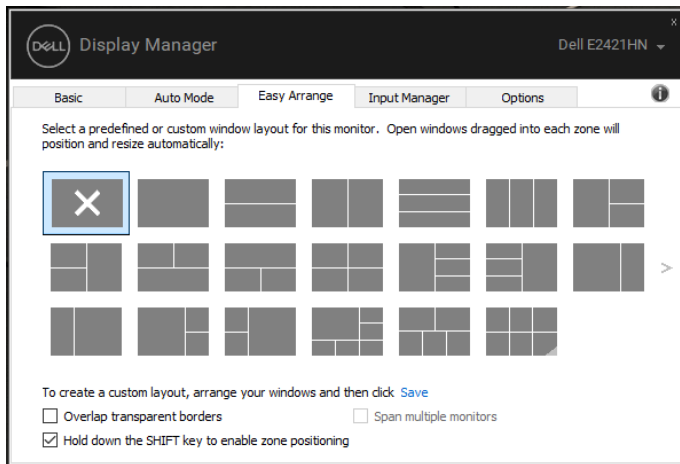 x
DELL Display Manager
Dell E2421HN
Basic Auto Mode Easy Arrange Input Manager Options
Select a predefined or custom window layout for this monitor. Open windows dragged into each zone will
position and resize automatically:
>
To create a custom layout, arrange your windows and then click Save
Overlap transparent borders Span multiple monitors
Hold down the SHIFT key to enable zone positioning